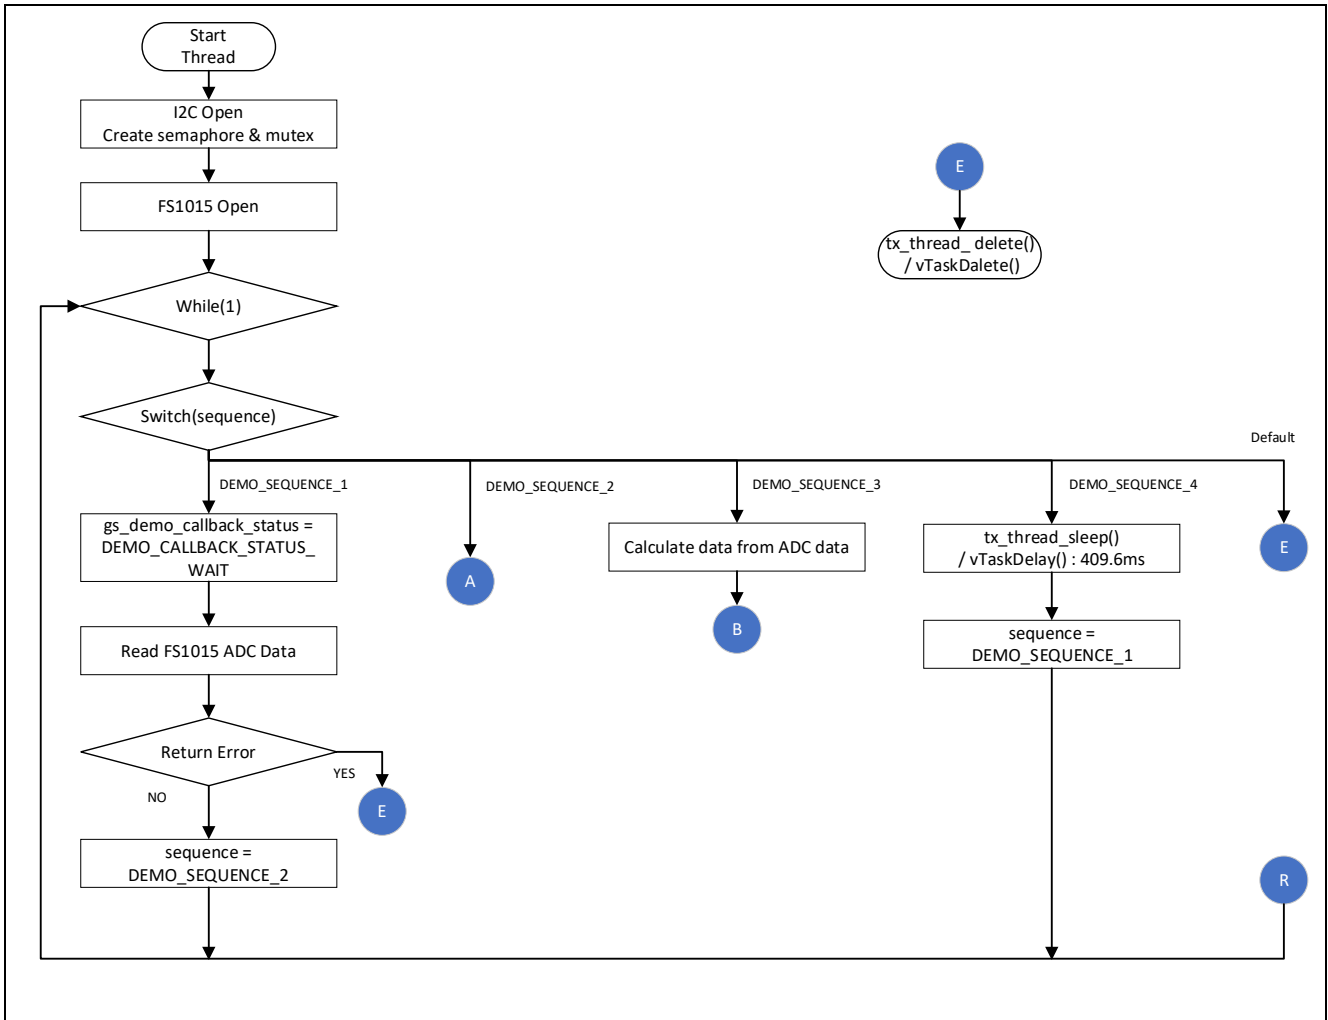 Start
Thread
I2C Open
Create semaphore & mutex
FS1015 Open
E
tx_thread_ delete()
/ vTaskDalete()
While(1)
Switch(sequence)
Default
DEMO_SEQUENCE_1
DEMO_SEQUENCE_2
DEMO_SEQUENCE_3
DEMO_SEQUENCE_4
gs_demo_callback_status =
DEMO_CALLBACK_STATUS_
WAIT
A
Calculate data from ADC data
B
tx_thread_sleep()
/ vTaskDelay() : 409.6ms
E
sequence =
DEMO_SEQUENCE_1
Read FS1015 ADC Data
Return Error
YES
NO
E
sequence =
DEMO_SEQUENCE_2
R